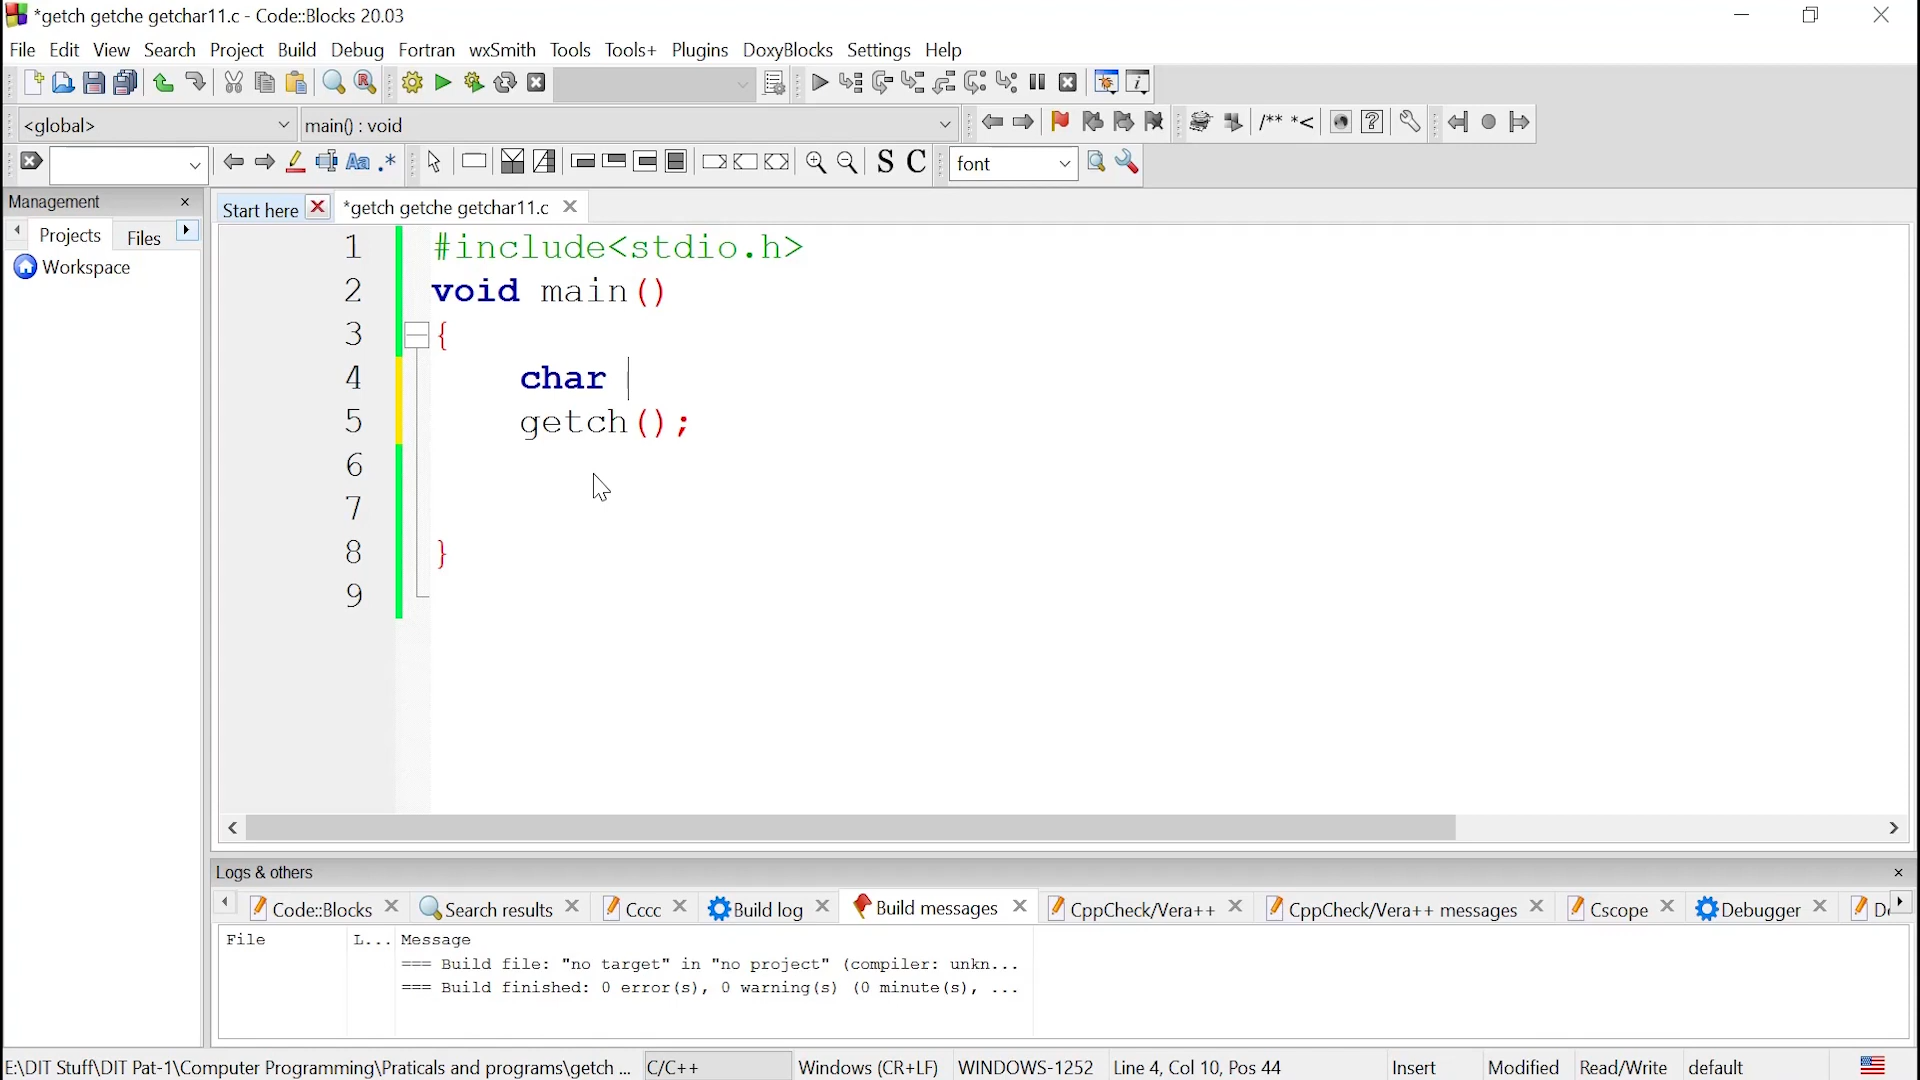 *getch getche getchar11.c - Code::Blocks 20.03
File Edit View Search Project Build Debug Fortran wxSmith Tools Tools+ Plugins DoxyBlocks Settings Help
<global> main() : void
/** *<
Aa .* S C font
Management
Start here *getch getche getchar11.c
Projects Files
Workspace
1 #include<stdio.h>
2 void main()
3 {
4 char
5 getch();
6
7
8 }
9
Logs & others
Code::Blocks Search results Cccc Build log Build messages CppCheck/Vera++ CppCheck/Vera++ messages Cscope Debugger
File L... Message
=== Build file: "no target" in "no project" (compiler: unkn...
=== Build finished: 0 error(s), 0 warning(s) (0 minute(s), ...
E:\DIT Stuff\DIT Pat-1\Computer Programming\Praticals and programs\getch ... C/C++ Windows (CR+LF) WINDOWS-1252 Line 4, Col 10, Pos 44 Insert Modified Read/Write default